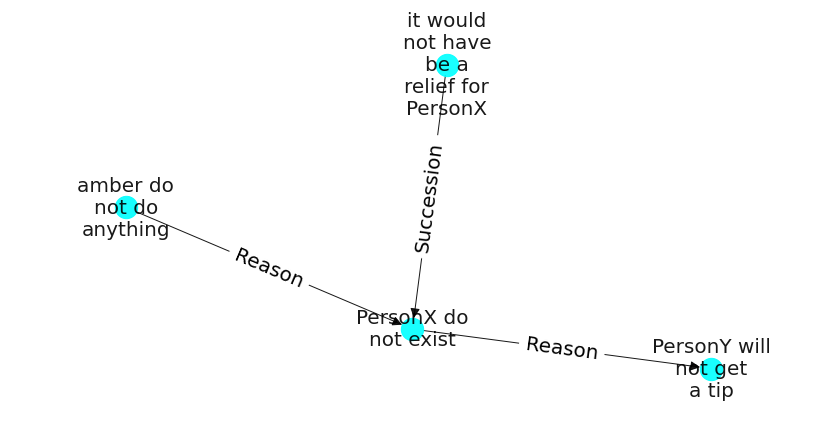 it would
not have
be a
relief for
PersonX
Succession
amber do
not do
anything
Reason
PersonX do
not exist
Reason
PersonY will
not get
a tip